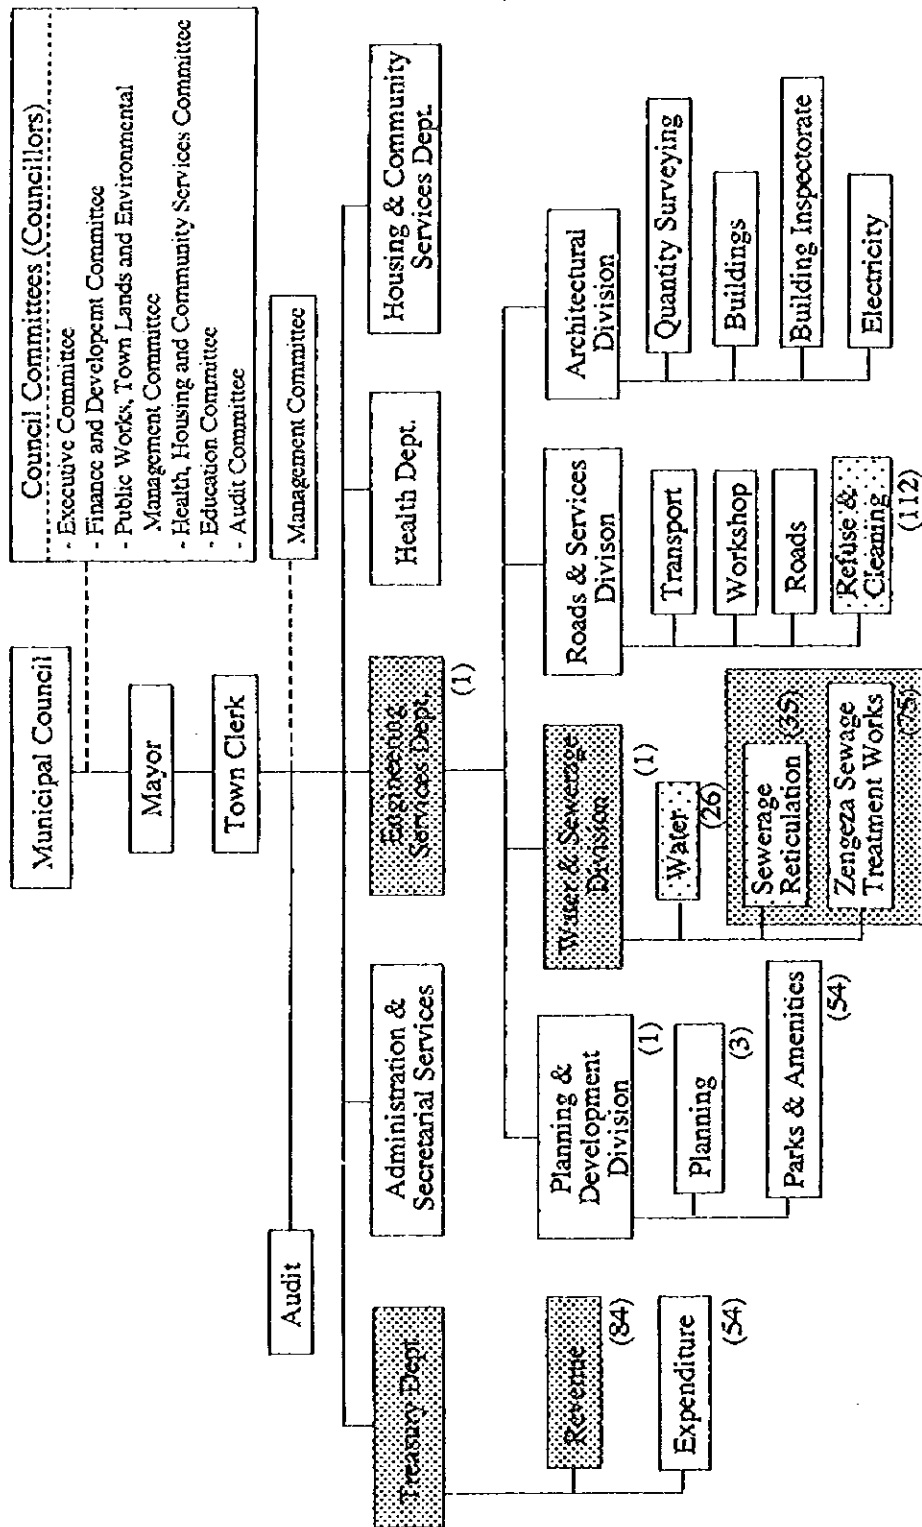 Municipal Council
Council Committees (Councillors)
- Executive Committee
- Finance and Develpoent Committee
- Public Works, Town Lands and Environmental
Management Committee
- Health, Housing and Community Services Committee
- Education Committee
- Audit Committee
Mayor
Town Clerk
Audit
Management Committee
Treasury Dept
Administration &
Secretarial Services
Engineering
Services Dept.
(1)
Health Dept.
Housing & Community
Services Dept.
Revenue
(84)
Expenditure
(54)
Planning &
Development
Division
(1)
Planning
(3)
Parks & Amenities
(54)
Water & Sewerage
Division
(1)
Water
(26)
Sewerage
Reticulation
(35)
Zengeza Sewage
Treatment Works
(75)
Roads & Services
Divison
Transport
Workshop
Roads
Refuse &
Cleaning
(112)
Architectural
Division
Quantity Surveying
Buildings
Building Inspectorate
Electricity